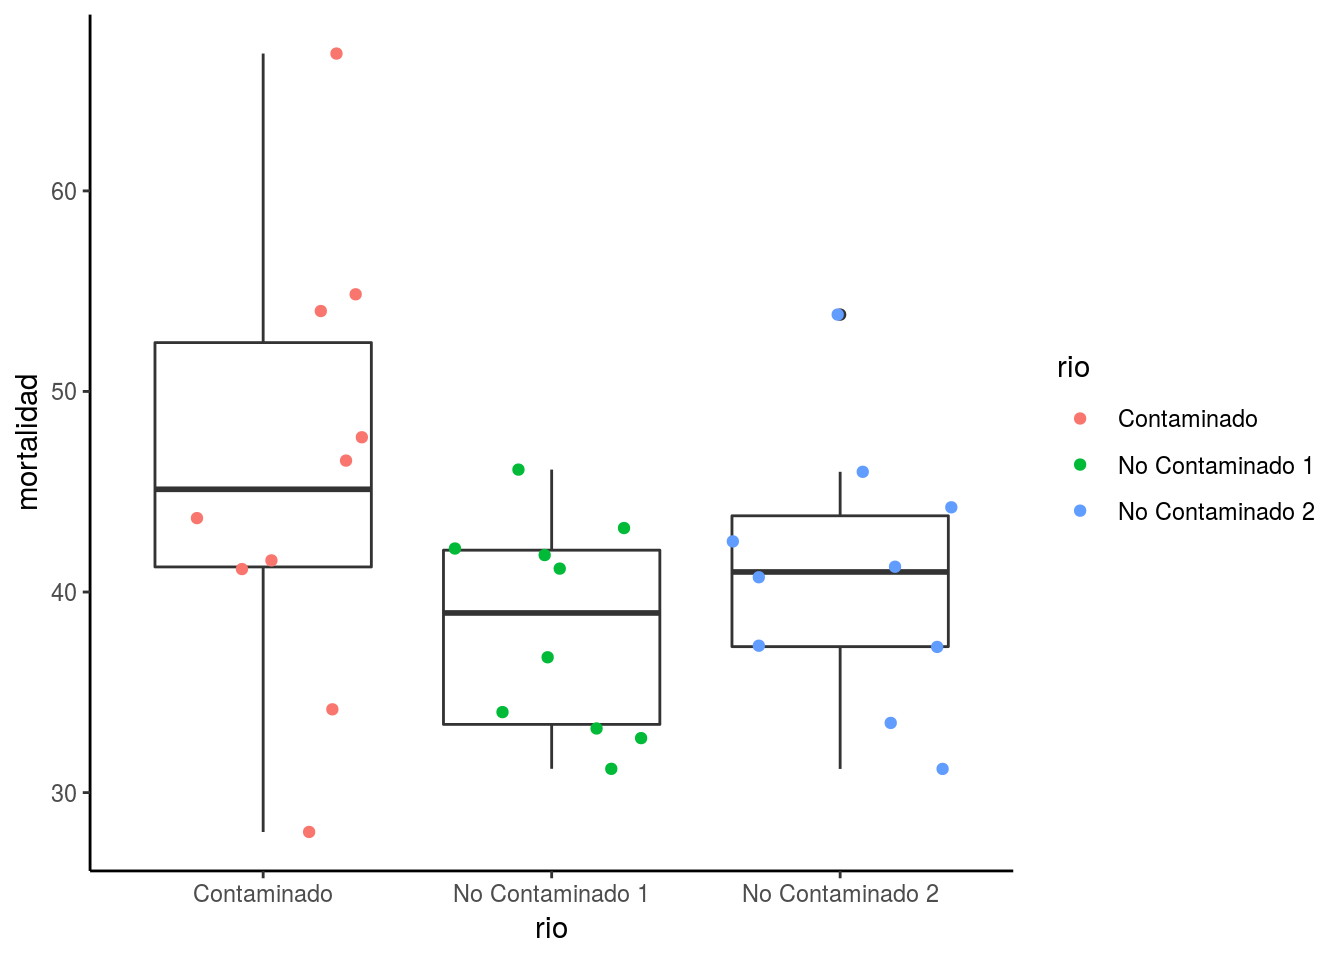 mortalidad
60
50
40
30
Contaminado
No Contaminado 1
No Contaminado 2
rio
rio
Contaminado
No Contaminado 1
No Contaminado 2